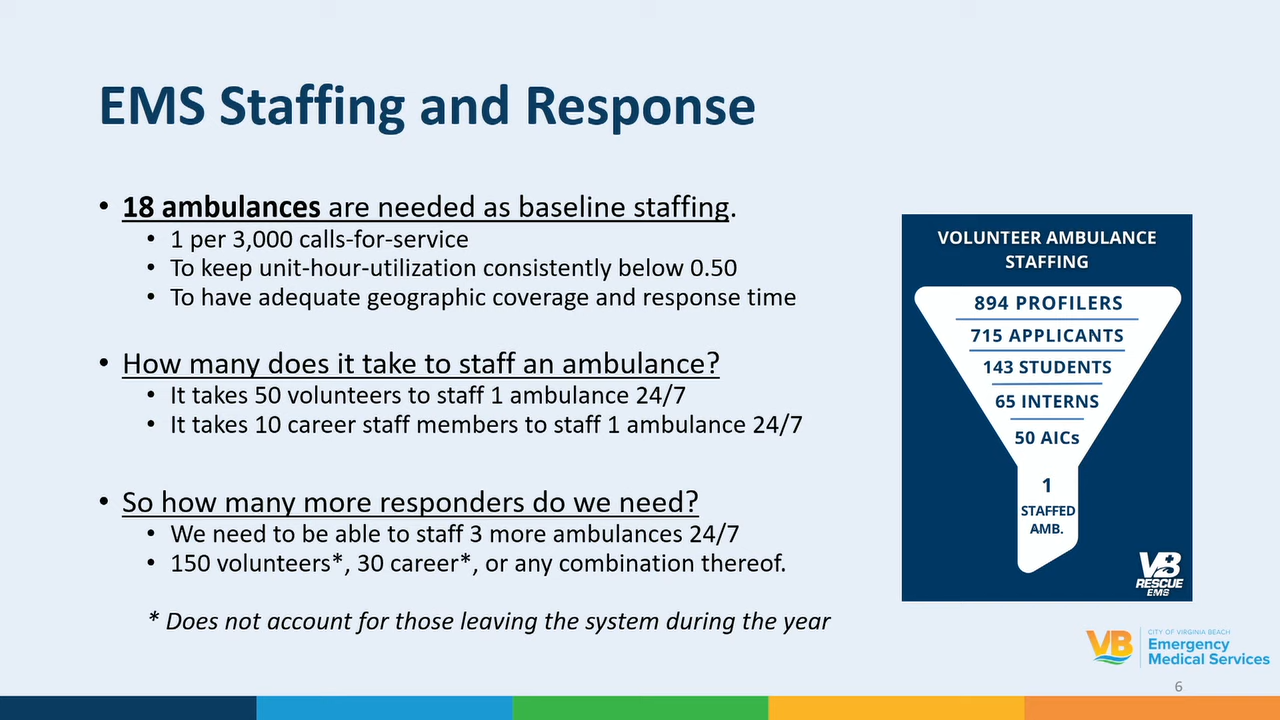 EMS Staffing and Response
• 18 ambulances are needed as baseline staffing.
• 1 per 3,000 calls-for-service
• To keep unit-hour-utilization consistently below 0.50
• To have adequate geographic coverage and response time
• How many does it take to staff an ambulance?
• It takes 50 volunteers to staff 1 ambulance 24/7
• It takes 10 career staff members to staff 1 ambulance 24/7
• So how many more responders do we need?
• We need to be able to staff 3 more ambulances 24/7
• 150 volunteers*, 30 career*, or any combination thereof.
* Does not account for those leaving the system during the year
VOLUNTEER AMBULANCE
STAFFING
894 PROFILERS
715 APPLICANTS
143 STUDENTS
65 INTERNS
50 AICs
1
STAFFED
AMB.
VB
RESCUE
EMS
VB
CITY OF VIRGINIA BEACH
Emergency
Medical Services
6